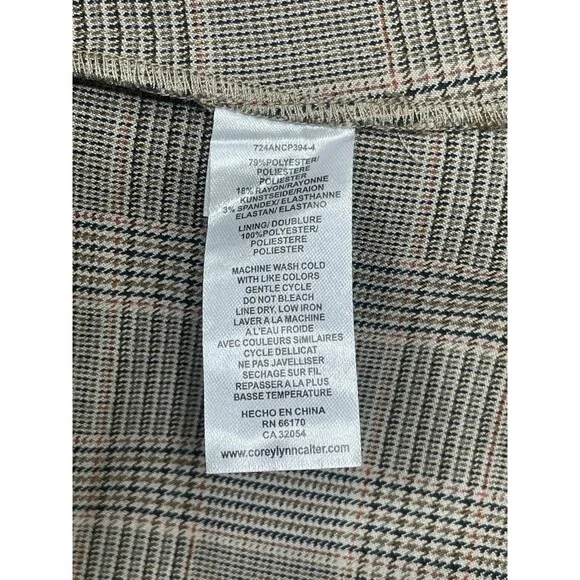 724ANCP394-4
79%POLYESTER/
POLIESTERE
POLIESTER
18% RAYON/RAYONNE
KUNSTSEIDE/RAION
3% SPANDEX/ ELASTHANNE
ELASTAN/ ELASTANO
LINING/ DOUBLURE
100%POLYESTER/
POLIESTERE
POLIESTER
MACHINE WASH COLD
WITH LIKE COLORS
GENTLE CYCLE
DO NOT BLEACH
LINE DRY, LOW IRON
LAVER A LA MACHINE
A L'EAU FROIDE
AVEC COULEURS SIMILAIRES
CYCLE DELLICAT
NE PAS JAVELLISER
SECHAGE SUR FIL
REPASSER A LA PLUS
BASSE TEMPERATURE
HECHO EN CHINA
RN 66170
CA 32054
www.coreylynncalter.com